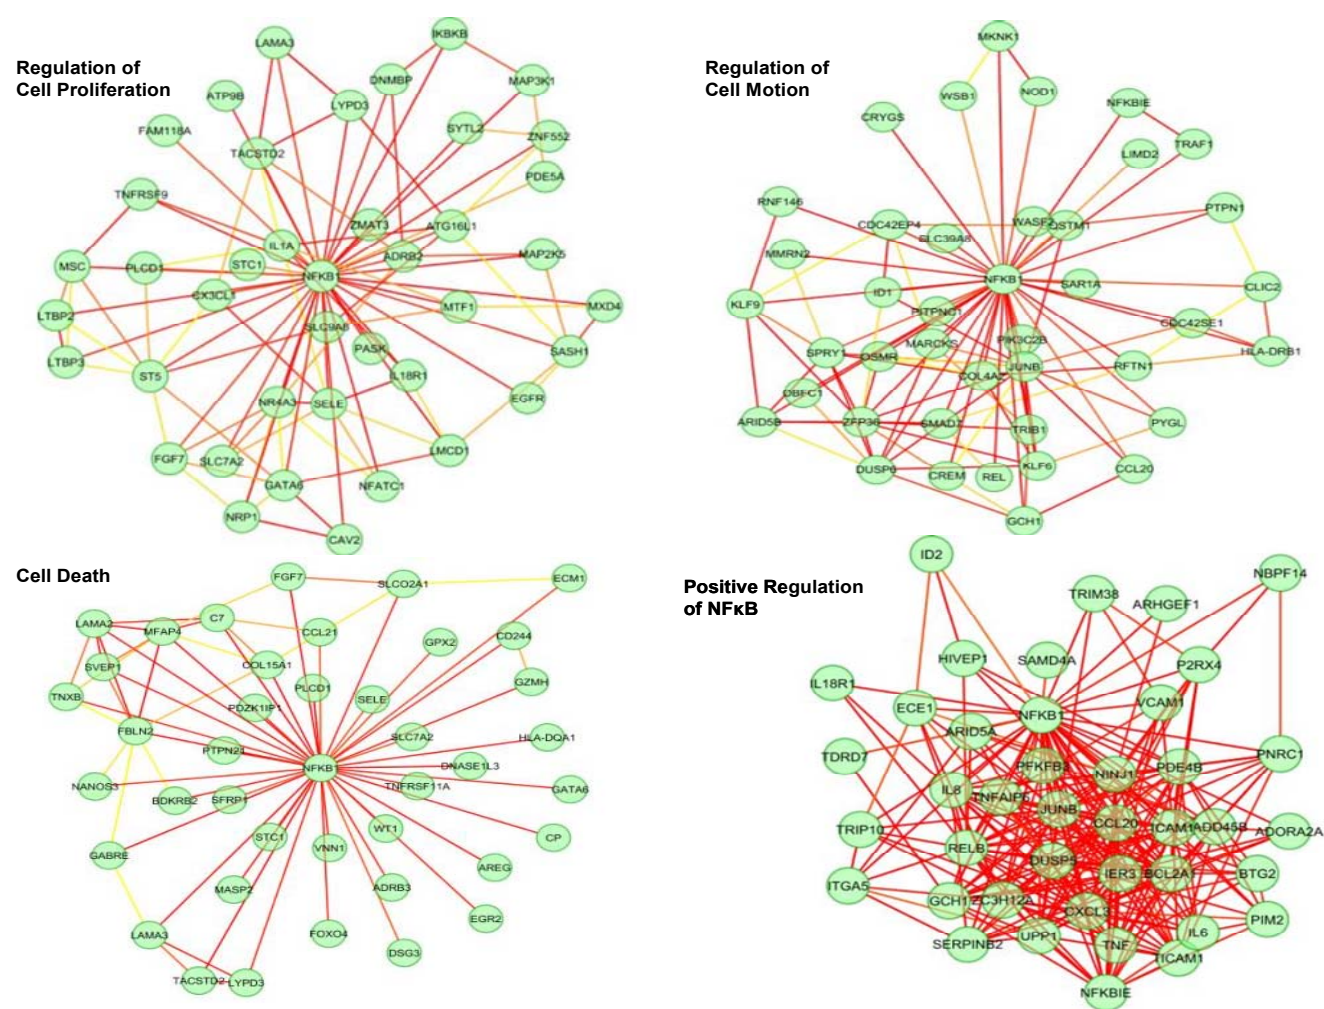 Regulation of
Cell Proliferation
LAMA3
IKBKB
DNMBP
MAP3K1
ATP9B
LYPD3
FAM118A
SYTL2
ZNF552
TACSTD2
PDE5A
TNFRSF9
ZMAT3
ATG16L1
IL1A
ADRB2
MAP2K5
MSC
PLCD1
STC1
NFKB1
CX3CL1
MTF1
MXD4
LTBP2
SLC9A8
PASK
SASH1
LTBP3
ST5
IL18R1
EGFR
NR4A3
SELE
LMCD1
FGF7
SLC7A2
GATA6
NFATC1
NRP1
CAV2
Regulation of
Cell Motion
MKNK1
WSB1
NOD1
NFKBIE
CRYGS
TRAF1
LIMD2
RNF146
PTPN1
CDC42EP4
WASF2
SQSTM1
SLC39A8
MMRN2
NFKB1
SAR1A
CLIC2
KLF9
ID1
PITPNC1
CDC42SE1
MARCKS
PIK3C2B
HLA-DRB1
SPRY1
OSMR
JUNB
RFTN1
COL4A2
OBFC1
ARID5B
ZFP36
SMAD7
TRIB1
PYGL
DUSP6
CREM
REL
KLF6
CCL20
GCH1
Cell Death
FGF7
SLCO2A1
ECM1
LAMA2
MFAP4
C7
CCL21
GPX2
CD244
SVEP1
COL15A1
GZMH
TNXB
PLCD1
SELE
PDZK1IP1
FBLN2
SLC7A2
HLA-DQA1
PTPN21
NFKB1
DNASE1L3
NANOS3
TNFRSF11A
GATA6
BDKRB2
SFRP1
STC1
WT1
CP
VNN1
GABRE
AREG
MASP2
ADRB3
EGR2
LAMA3
FOXO4
DSG3
TACSTD2
LYPD3
Positive Regulation
of NFκB
ID2
NBPF14
TRIM38
ARHGEF1
HIVEP1
SAMD4A
P2RX4
IL18R1
ECE1
NFKB1
VCAM1
ARID5A
TDRD7
PFKFB3
NINJ1
PDE4B
PNRC1
IL8
TNFAIP6
JUNB
CCL20
ICAM1
GADD45B
ADORA2A
TRIP10
RELB
DUSP5
IER3
BCL2A1
BTG2
ITGA5
GCH1
ZC3H12A
CXCL3
PIM2
SERPINB2
UPP1
TNF
IL6
TICAM1
NFKBIE